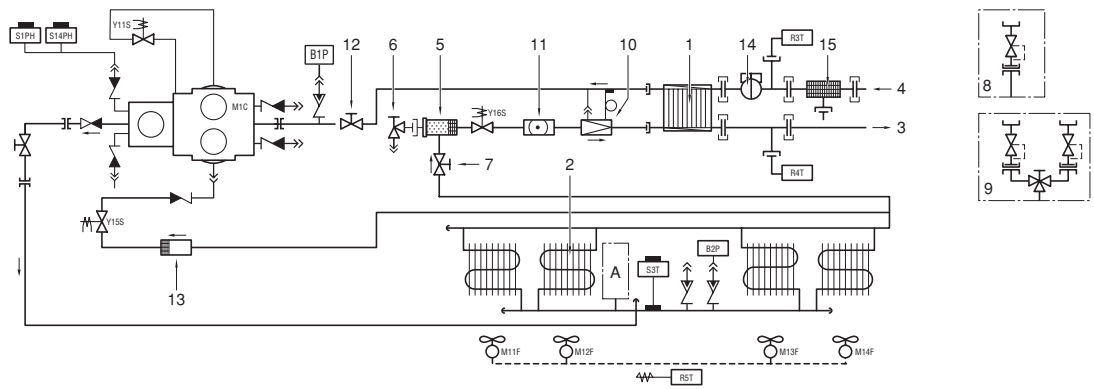 Y11S
S1PH
S14PH
B1P
12
6
5
11
10
1
14
R3T
15
8
M1C
Y16S
4
3
7
R4T
2
9
Y15S
13
A
S3T
B2P
M11F
M12F
M13F
M14F
R5T